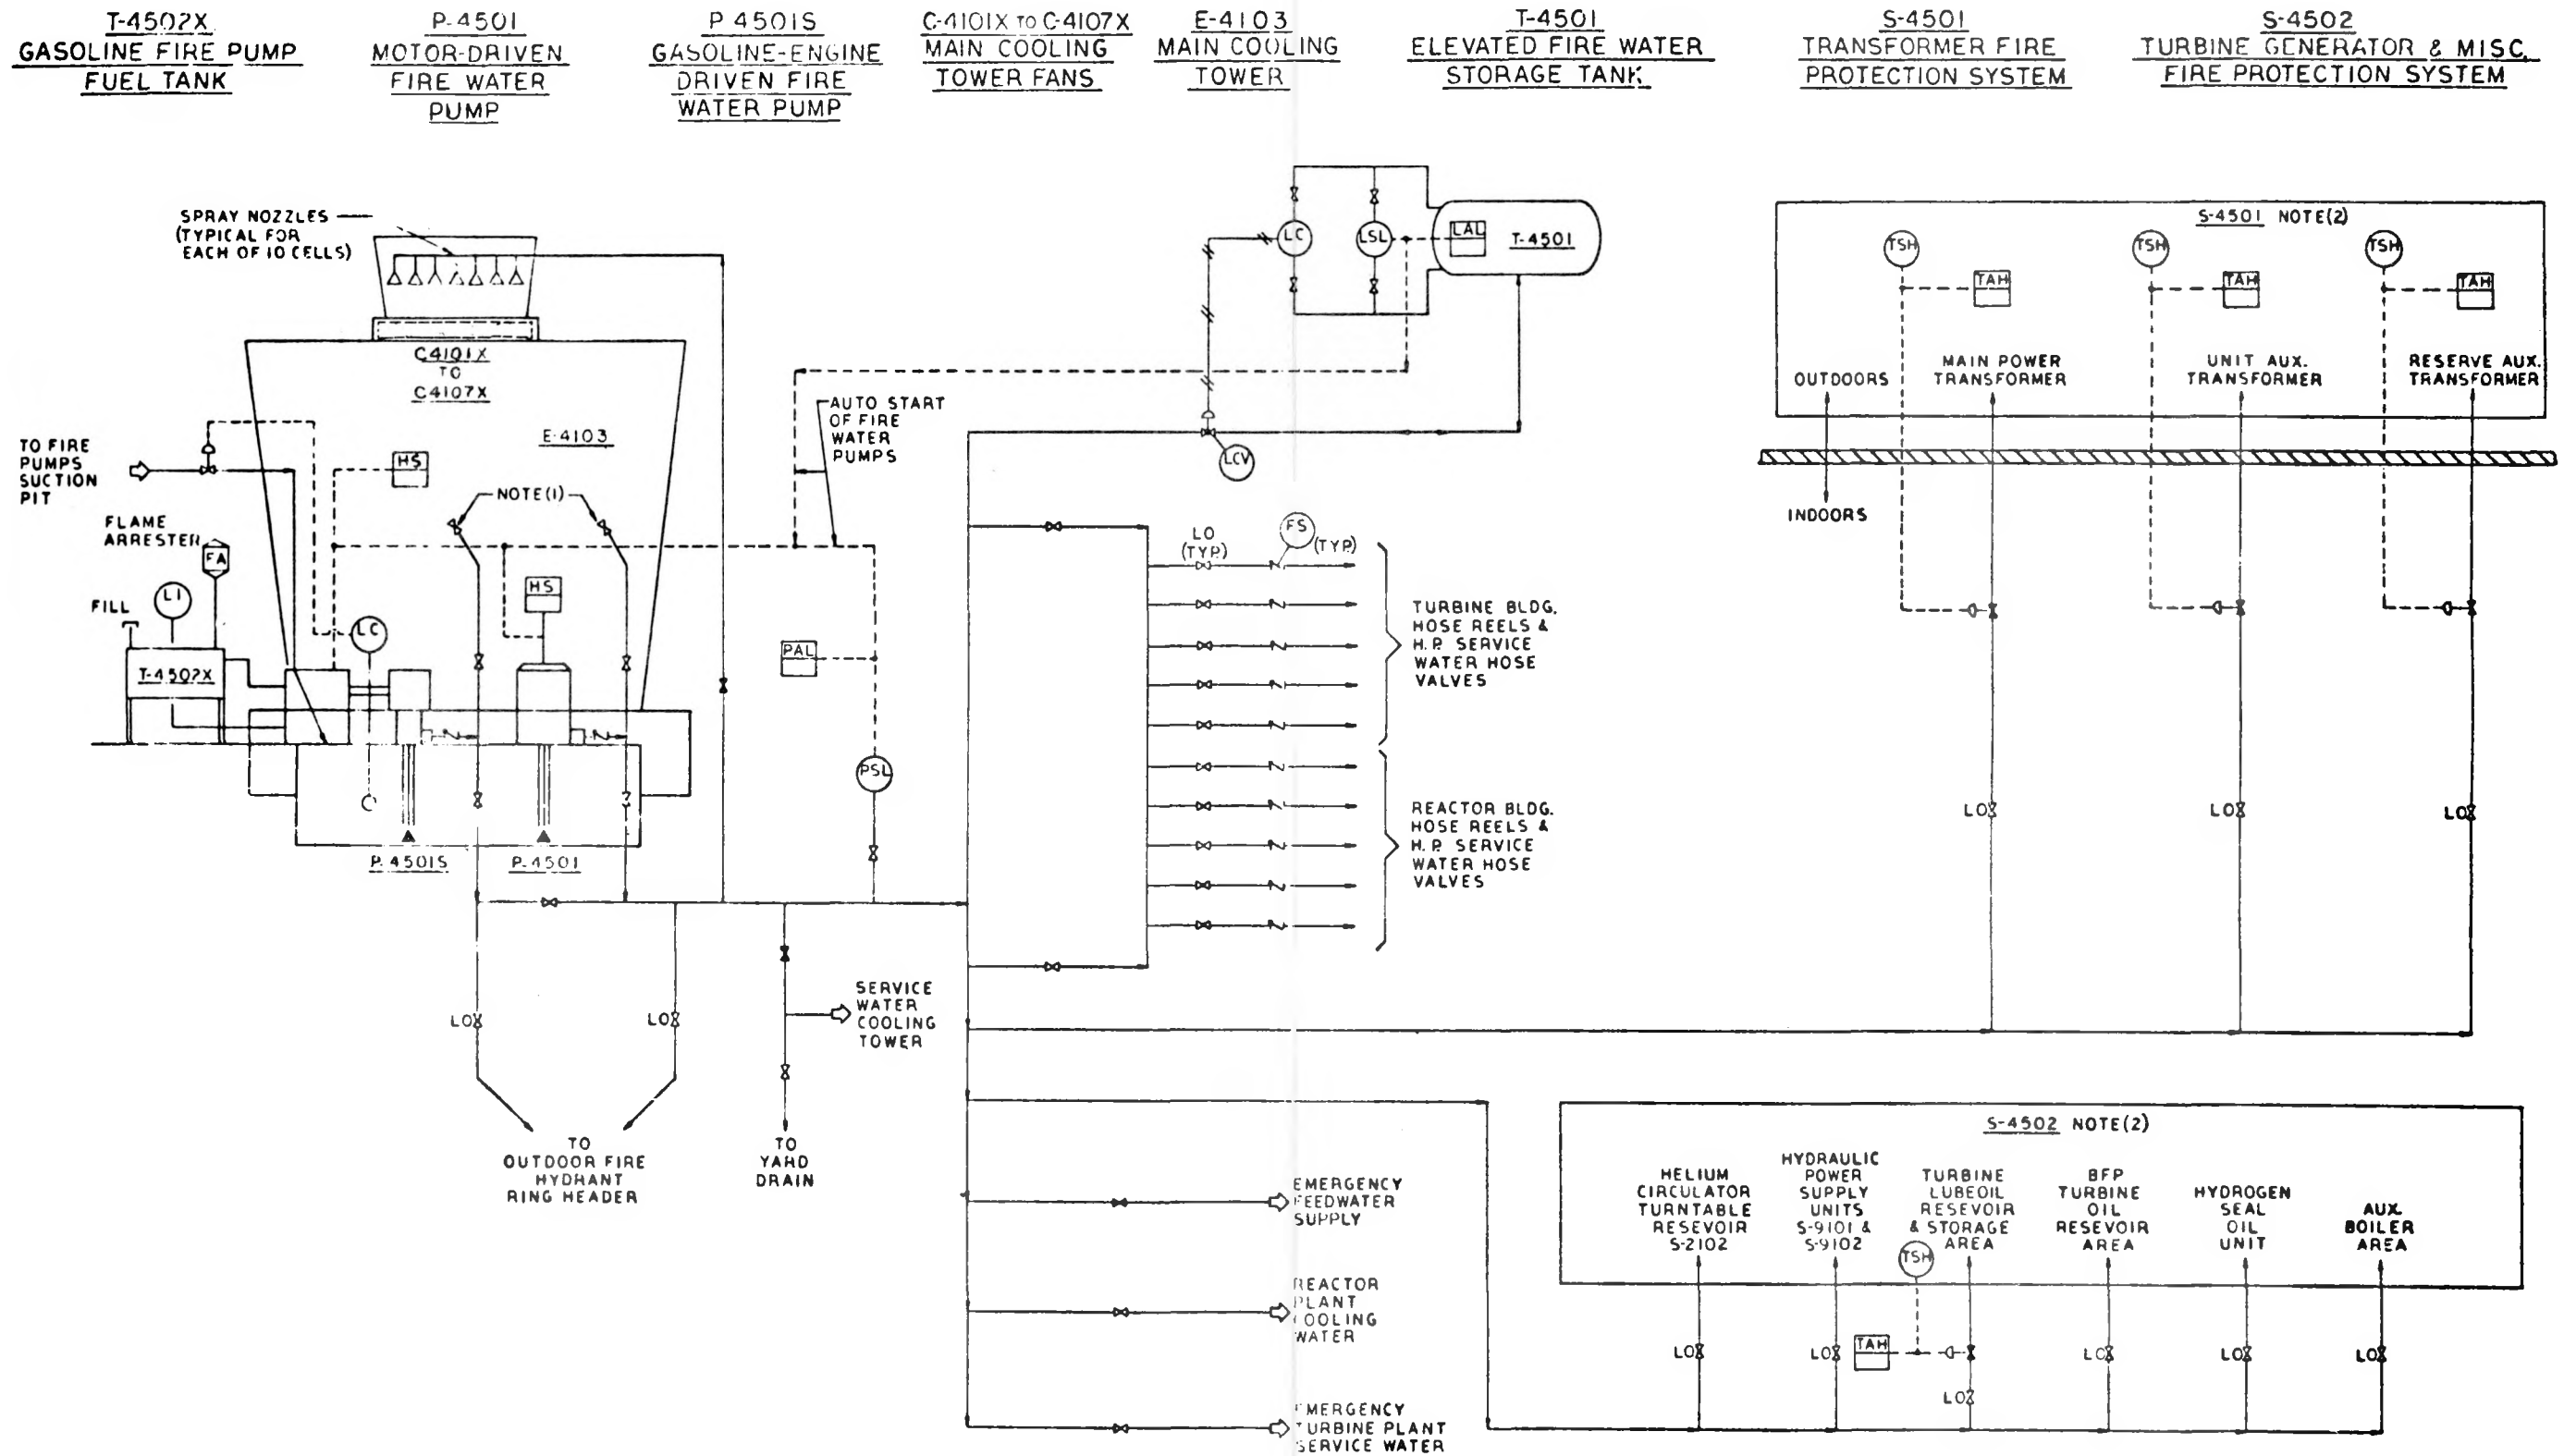 T-4502X
GASOLINE FIRE PUMP
FUEL TANK
P-4501
MOTOR-DRIVEN
FIRE WATER
PUMP
P 4501S
GASOLINE-ENGINE
DRIVEN FIRE
WATER PUMP
C-4101X TO C-4107X
MAIN COOLING
TOWER FANS
E-4103
MAIN COOLING
TOWER
T-4501
ELEVATED FIRE WATER
STORAGE TANK
S-4501
TRANSFORMER FIRE
PROTECTION SYSTEM
S-4502
TURBINE GENERATOR & MISC.
FIRE PROTECTION SYSTEM
SPRAY NOZZLES
(TYPICAL FOR
EACH OF 10 CELLS)
C4101X
TO
C4107X
E-4103
TO FIRE
PUMPS
SUCTION
PIT
HS
NOTE(1)
FLAME
ARRESTER
FA
LI
FILL
LC
HS
T-4502X
P-4501S
P-4501
AUTO START
OF FIRE
WATER
PUMPS
PAL
PSL
LC
LSL
LAL
T-4501
LCV
LO
(TYP.)
FS
(TYP.)
TURBINE BLDG.
HOSE REELS &
H.P. SERVICE
WATER HOSE
VALVES
REACTOR BLDG.
HOSE REELS &
H.P. SERVICE
WATER HOSE
VALVES
S-4501 NOTE(2)
TSH
TAH
TSH
TAH
TSH
TAH
OUTDOORS
MAIN POWER
TRANSFORMER
UNIT AUX.
TRANSFORMER
RESERVE AUX.
TRANSFORMER
INDOORS
LO
LO
LO
LO
LO
SERVICE
WATER
COOLING
TOWER
TO
OUTDOOR FIRE
HYDRANT
RING HEADER
TO
YARD
DRAIN
EMERGENCY
FEEDWATER
SUPPLY
REACTOR
PLANT
COOLING
WATER
EMERGENCY
TURBINE PLANT
SERVICE WATER
S-4502 NOTE(2)
HELIUM
CIRCULATOR
TURNTABLE
RESEVOIR
S-2102
HYDRAULIC
POWER
SUPPLY
UNITS
S-9101 &
S-9102
TURBINE
LUBEOIL
RESEVOIR
& STORAGE
AREA
BFP
TURBINE
OIL
RESEVOIR
AREA
HYDROGEN
SEAL
OIL
UNIT
AUX.
BOILER
AREA
TSH
LO
LO
TAH
LO
LO
LO
LO